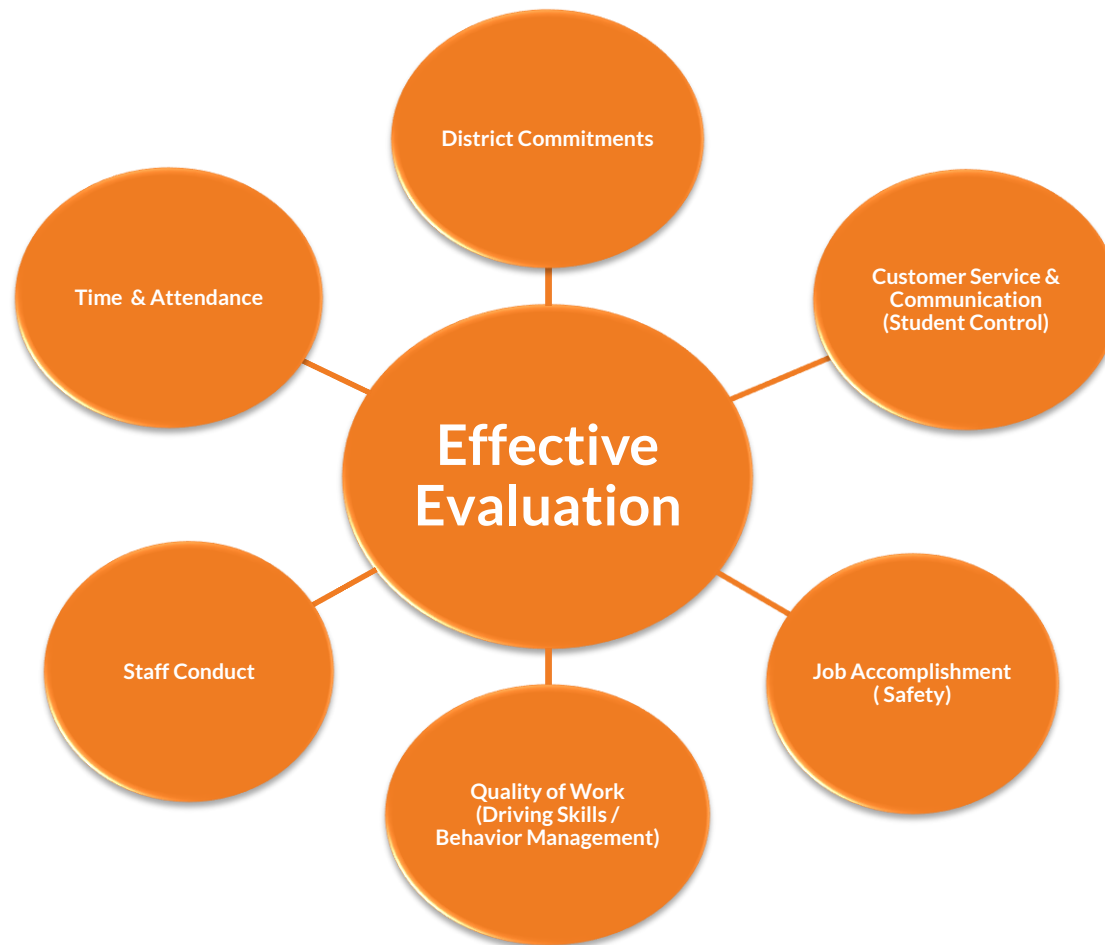 District Commitments
Time & Attendance
Customer Service &
Communication
(Student Control)
Effective
Evaluation
Staff Conduct
Job Accomplishment
( Safety)
Quality of Work
(Driving Skills /
Behavior Management)